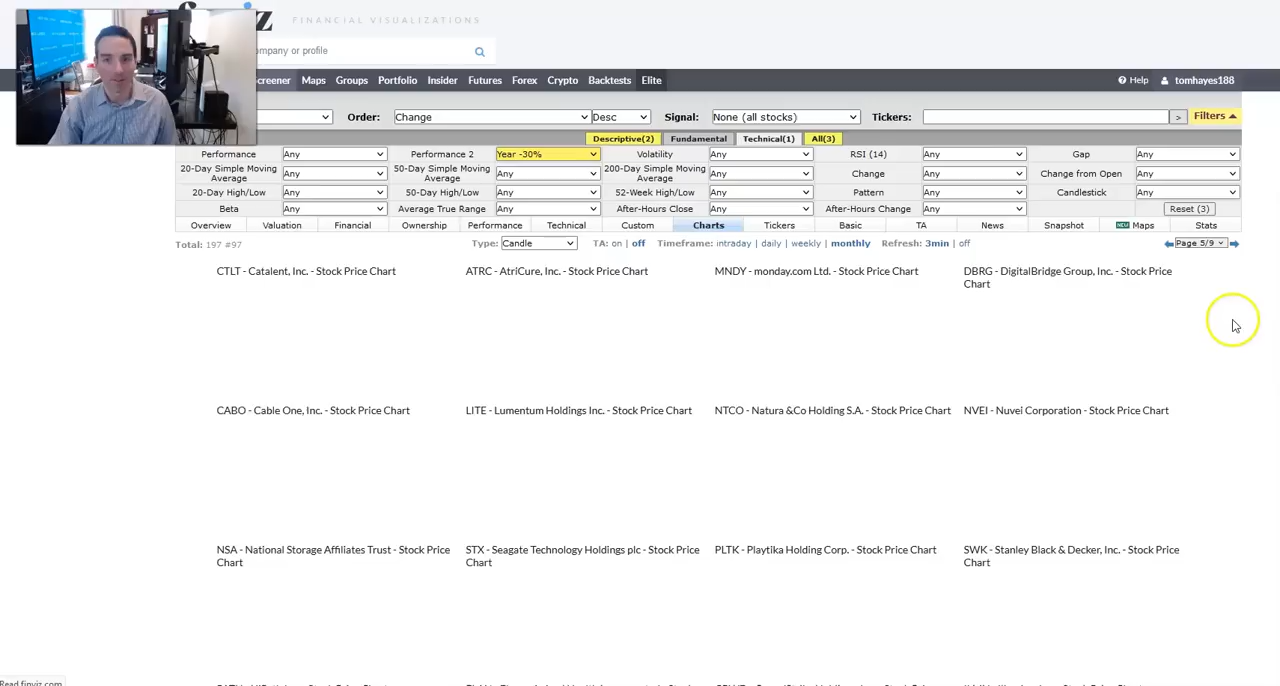 FINANCIAL VISUALIZATIONS
ompany or profile
creener Maps Groups Portfolio Insider Futures Forex Crypto Backtests Elite Help tomhayes188
Order: Change Desc Signal: None (all stocks) Tickers: > Filters
Descriptive(2) Fundamental Technical(1) All(3)
Performance Any Performance 2 Year -30% Volatility Any RSI (14) Any Gap Any
20-Day Simple Moving Average Any 50-Day Simple Moving Average Any 200-Day Simple Moving Average Any Change Any Change from Open Any
20-Day High/Low Any 50-Day High/Low Any 52-Week High/Low Any Pattern Any Candlestick Any
Beta Any Average True Range Any After-Hours Close Any After-Hours Change Any Reset (3)
Overview Valuation Financial Ownership Performance Technical Custom Charts Tickers Basic TA News Snapshot NEW Maps Stats
Total: 197 #97 Type: Candle TA: on | off Timeframe: intraday | daily | weekly | monthly Refresh: 3min | off Page 5/9
CTLT - Catalent, Inc. - Stock Price Chart
ATRC - AtriCure, Inc. - Stock Price Chart
MNDY - monday.com Ltd. - Stock Price Chart
DBRG - DigitalBridge Group, Inc. - Stock Price
Chart
CABO - Cable One, Inc. - Stock Price Chart
LITE - Lumentum Holdings Inc. - Stock Price Chart
NTCO - Natura &Co Holding S.A. - Stock Price Chart
NVEI - Nuvei Corporation - Stock Price Chart
NSA - National Storage Affiliates Trust - Stock Price
Chart
STX - Seagate Technology Holdings plc - Stock Price
Chart
PLTK - Playtika Holding Corp. - Stock Price Chart
SWK - Stanley Black & Decker, Inc. - Stock Price
Chart
Read finviz.com